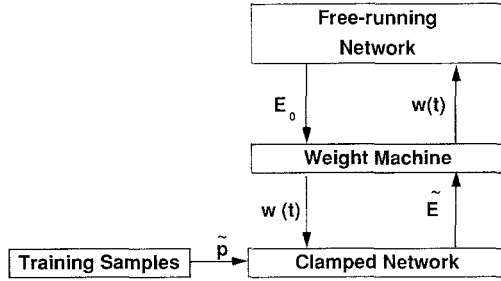 Free-running
Network
E₀
w(t)
Weight Machine
w (t)
Ẽ
p̃
Training Samples
Clamped Network